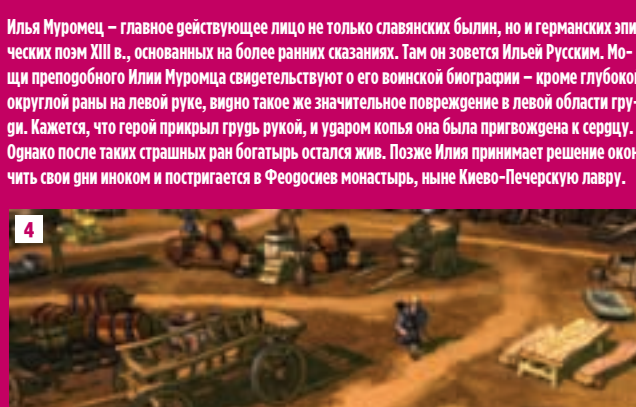 Илья Муромец – главное действующее лицо не только славянских былин, но и германских эпи
ческих поэм XIII в., основанных на более ранних сказаниях. Там он зовется Ильей Русским. Мо-
щи преподобного Илии Муромца свидетельствуют о его воинской биографии – кроме глубокой
округлой раны на левой руке, видно такое же значительное повреждение в левой области гру-
ди. Кажется, что герой прикрыл грудь рукой, и ударом копья она была пригвождена к сердцу.
Однако после таких страшных ран богатырь остался жив. Позже Илия принимает решение окон
чить свои дни иноком и постригается в Феодосиев монастырь, ныне Киево-Печерскую лавру.
4